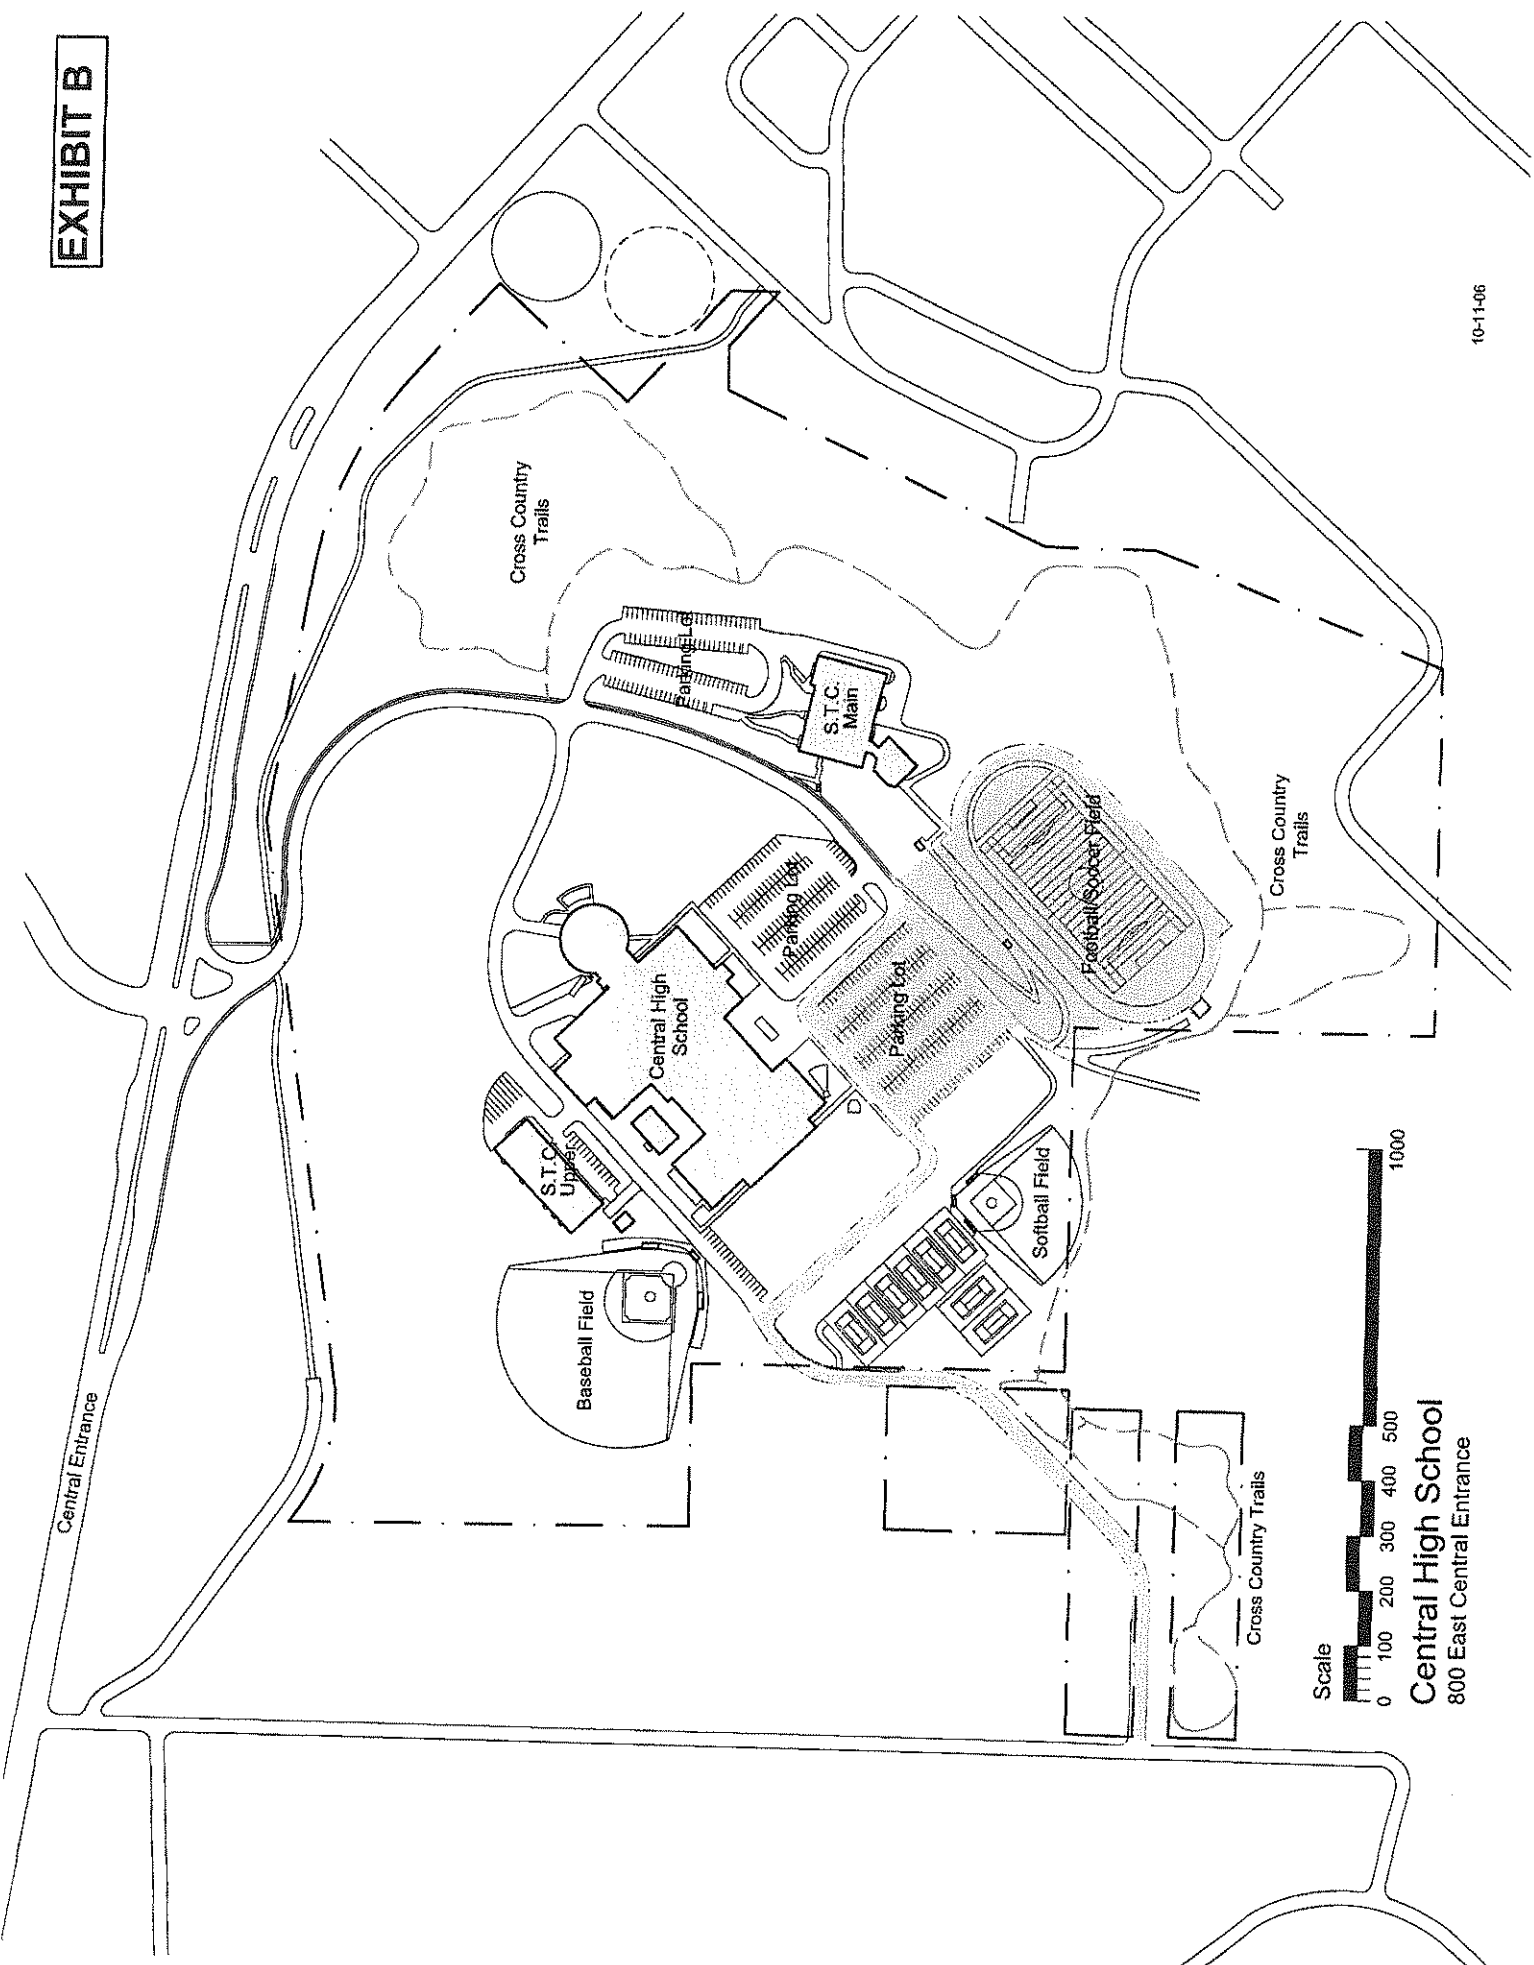 EXHIBIT B
Central Entrance
Cross Country
Trails
Parking Lot
S.T.C.
Main
Parking Lot
Central High
School
Parking Lot
Football/Soccer Field
S.T.C.
Upper
Baseball Field
Softball Field
Cross Country
Trails
Cross Country Trails
Scale
0 100 200 300 400 500 1000
Central High School
800 East Central Entrance
10-11-06